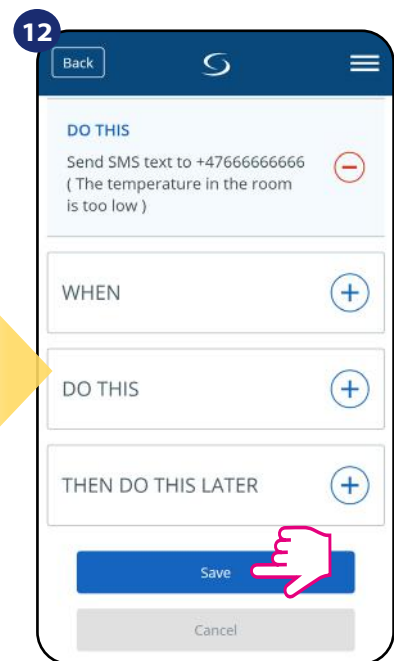 12
Back
DO THIS
Send SMS text to +47666666666
( The temperature in the room
is too low )
WHEN
DO THIS
THEN DO THIS LATER
Save
Cancel